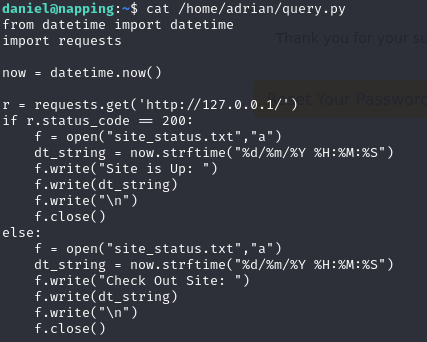 daniel@napping:~$ cat /home/adrian/query.py
from datetime import datetime
import requests
Thank you for your su
now = datetime.now()
r = requests.get('http://127.0.0.1/')
Reset Your Password
if r.status_code == 200:
    f = open("site_status.txt","a")
    dt_string = now.strftime("%d/%m/%Y %H:%M:%S")
    f.write("Site is Up: ")
    f.write(dt_string)
    f.write("\n")
    f.close()
else:
    f = open("site_status.txt","a")
    dt_string = now.strftime("%d/%m/%Y %H:%M:%S")
    f.write("Check Out Site: ")
    f.write(dt_string)
    f.write("\n")
    f.close()